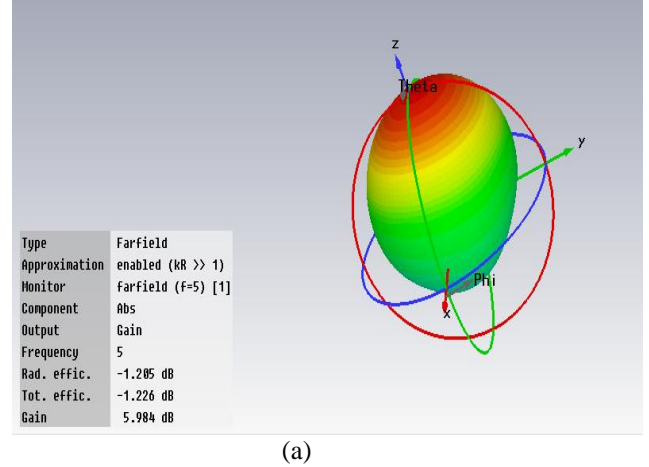 z
Theta
y
Type Farfield
Approximation enabled (kR >> 1)
Monitor farfield (f=5) [1]
Component Abs
Output Gain
Frequency 5
Rad. effic. -1.205 dB
Tot. effic. -1.226 dB
Gain 5.984 dB
Phi
x
(a)